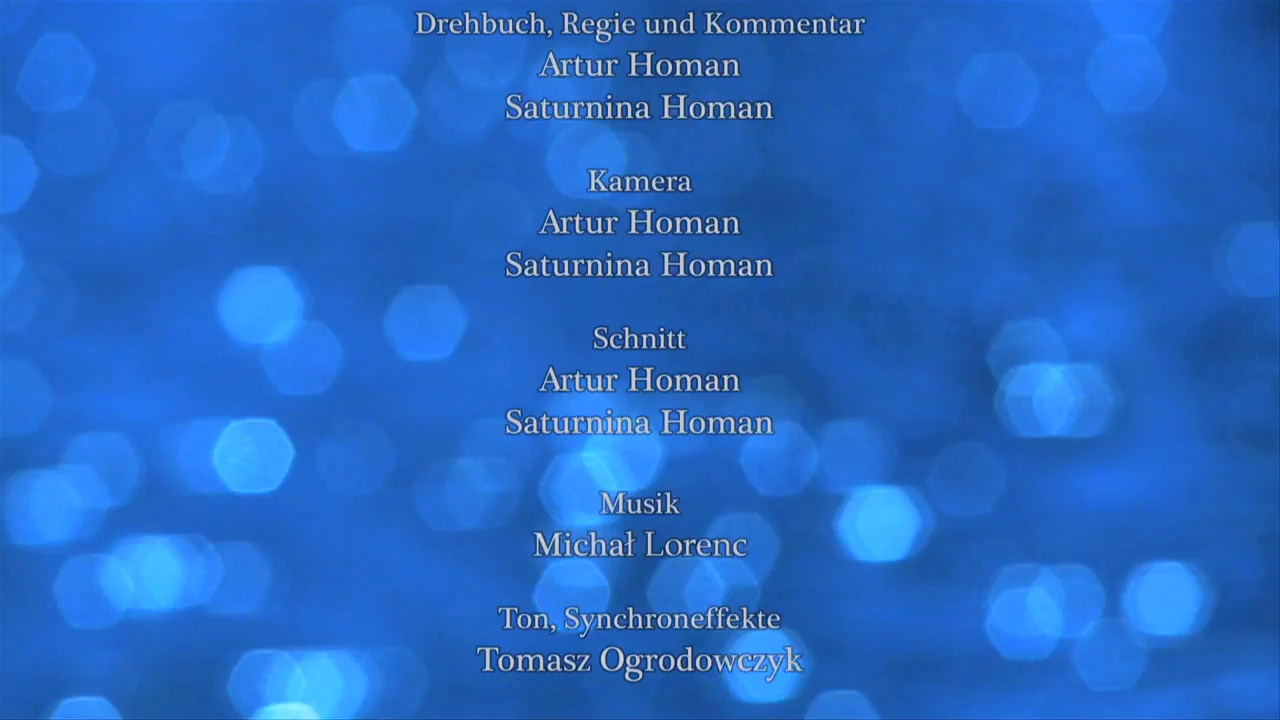 Drehbuch, Regie und Kommentar
Artur Homan
Saturnina Homan
Kamera
Artur Homan
Saturnina Homan
Schnitt
Artur Homan
Saturnina Homan
Musik
Michał Lorenc
Ton, Synchroneffekte
Tomasz Ogrodowczyk